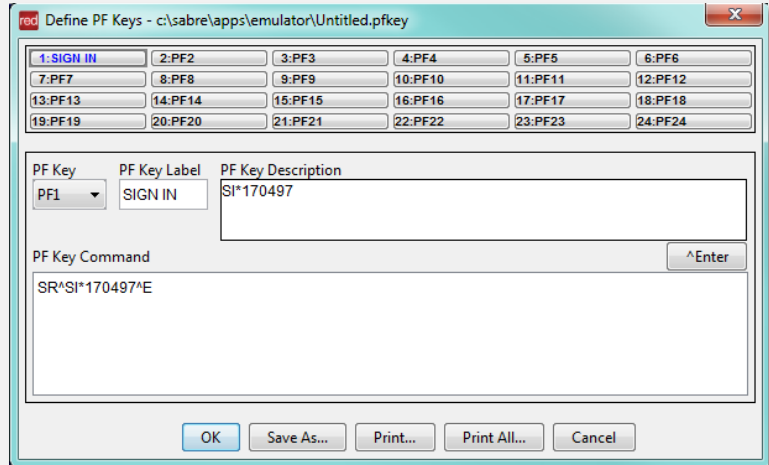 red Define PF Keys - c:\sabre\apps\emulator\Untitled.pfkey x
1:SIGN IN 2:PF2 3:PF3 4:PF4 5:PF5 6:PF6
7:PF7 8:PF8 9:PF9 10:PF10 11:PF11 12:PF12
13:PF13 14:PF14 15:PF15 16:PF16 17:PF17 18:PF18
19:PF19 20:PF20 21:PF21 22:PF22 23:PF23 24:PF24
PF Key PF Key Label PF Key Description
PF1 SIGN IN SI*170497
PF Key Command ^Enter
SR^SI*170497^E
OK Save As... Print... Print All... Cancel